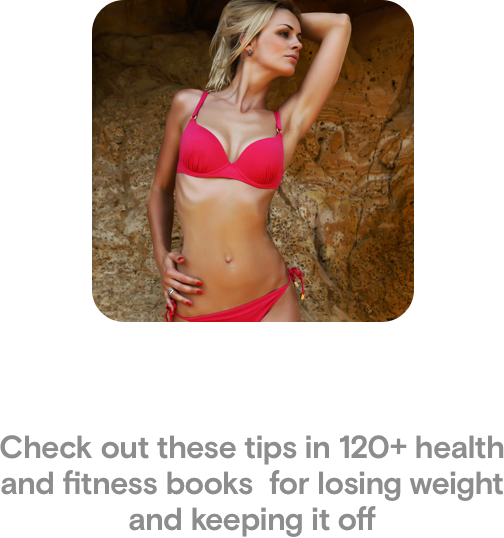 Check out these tips in 120+ health
and fitness books  for losing weight
and keeping it off